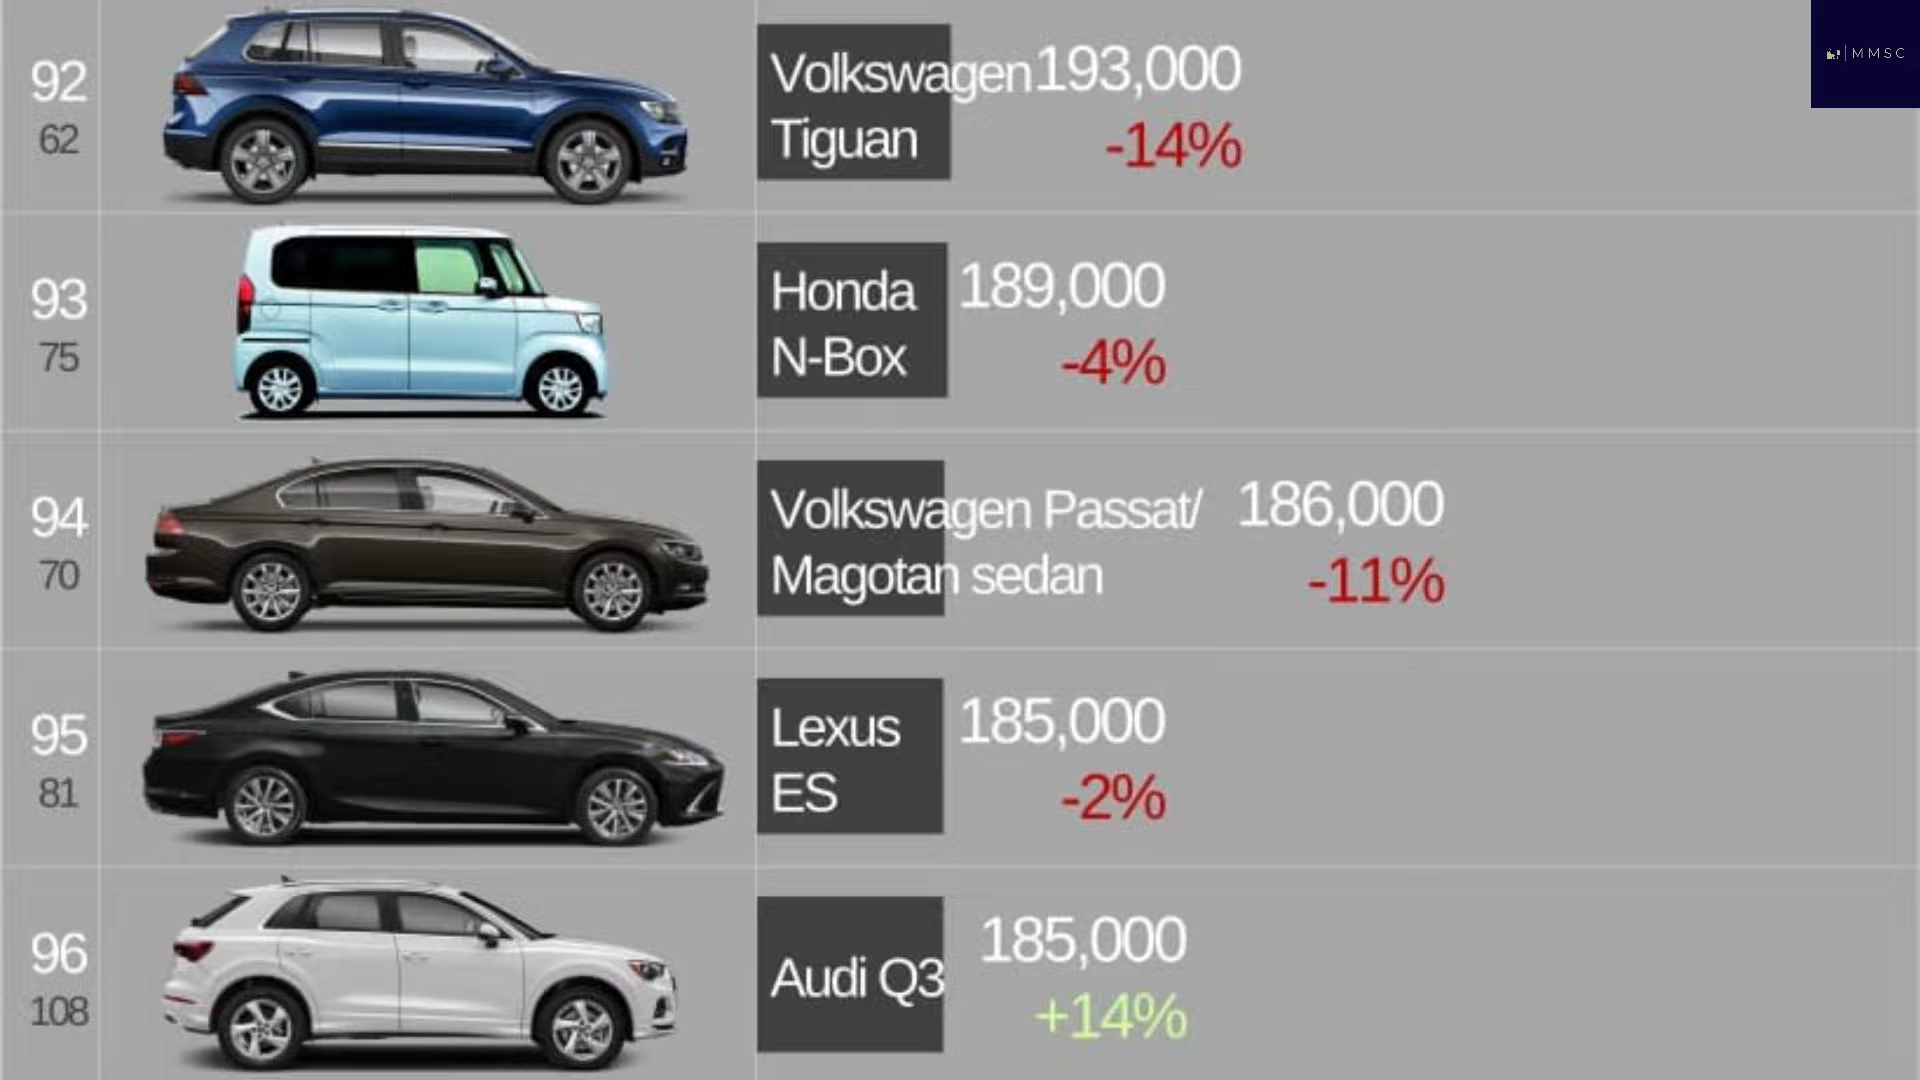 92
62
Volkswagen
Tiguan
193,000
-14%
MMSC
93
75
Honda
N-Box
189,000
-4%
94
70
Volkswagen Passat/
Magotan sedan
186,000
-11%
95
81
Lexus
ES
185,000
-2%
96
108
Audi Q3
185,000
+14%